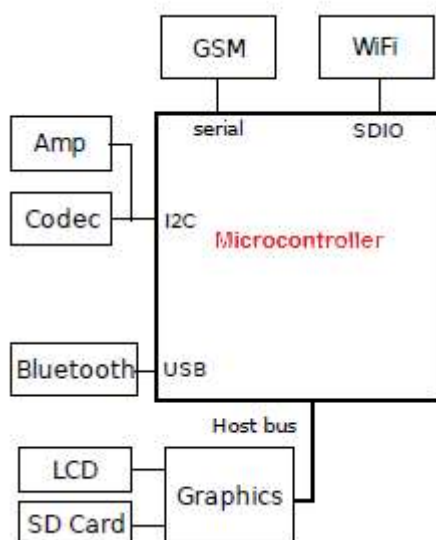 GSM
WiFi
serial
SDIO
Amp
Codec
I2C
Microcontroller
Bluetooth
USB
Host bus
LCD
Graphics
SD Card